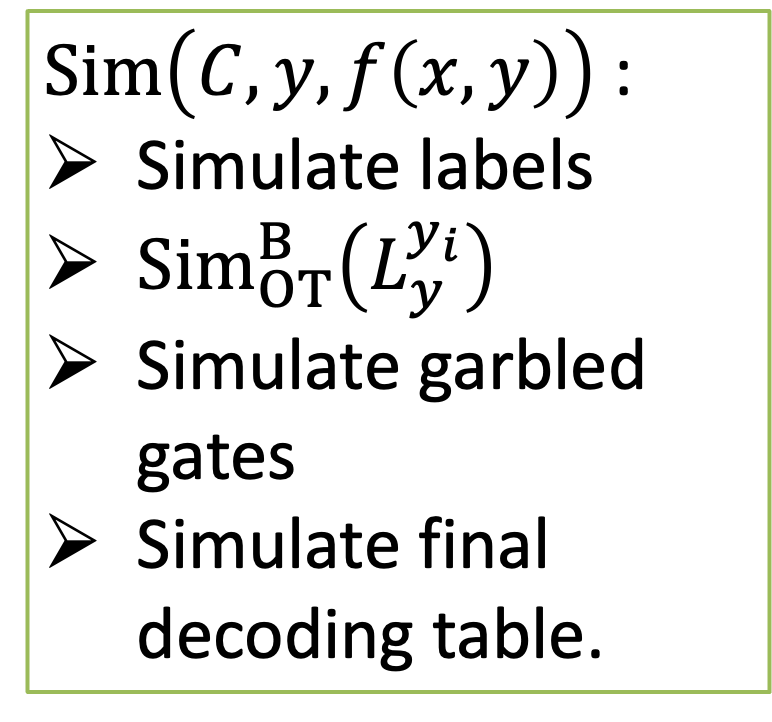 Sim(C, y, f(x, y)) :
➢ Simulate labels
➢ Sim^B_OT(L_y^{y_i})
➢ Simulate garbled
gates
➢ Simulate final
decoding table.